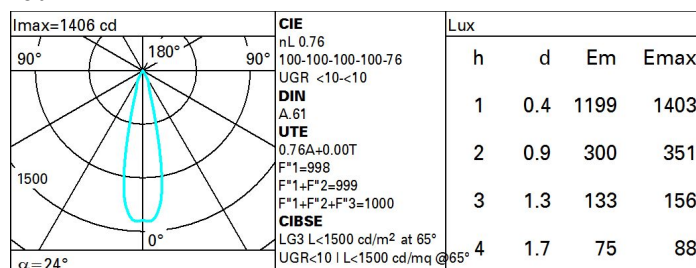 Imax=1406 cd
90° 180° 90°
1500
0°
α=24°
CIE
nL 0.76
100-100-100-100-76
UGR <10-<10
DIN
A.61
UTE
0.76A+0.00T
F"1=998
F"1+F"2=999
F"1+F"2+F"3=1000
CIBSE
LG3 L<1500 cd/m² at 65°
UGR<10 | L<1500 cd/mq @65°
Lux
h d Em Emax
1 0.4 1199 1403
2 0.9 300 351
3 1.3 133 156
4 1.7 75 88